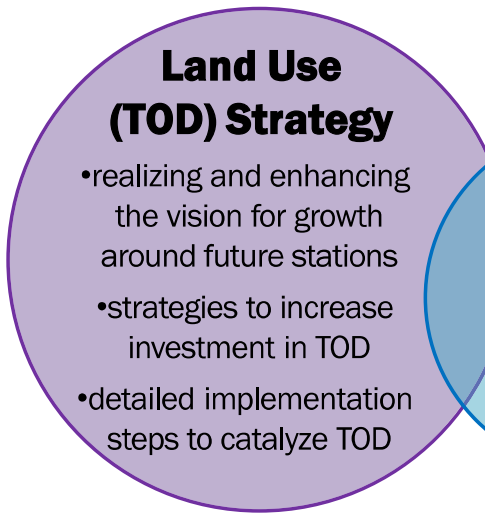 Land Use
(TOD) Strategy
•realizing and enhancing
the vision for growth
around future stations
•strategies to increase
investment in TOD
•detailed implementation
steps to catalyze TOD